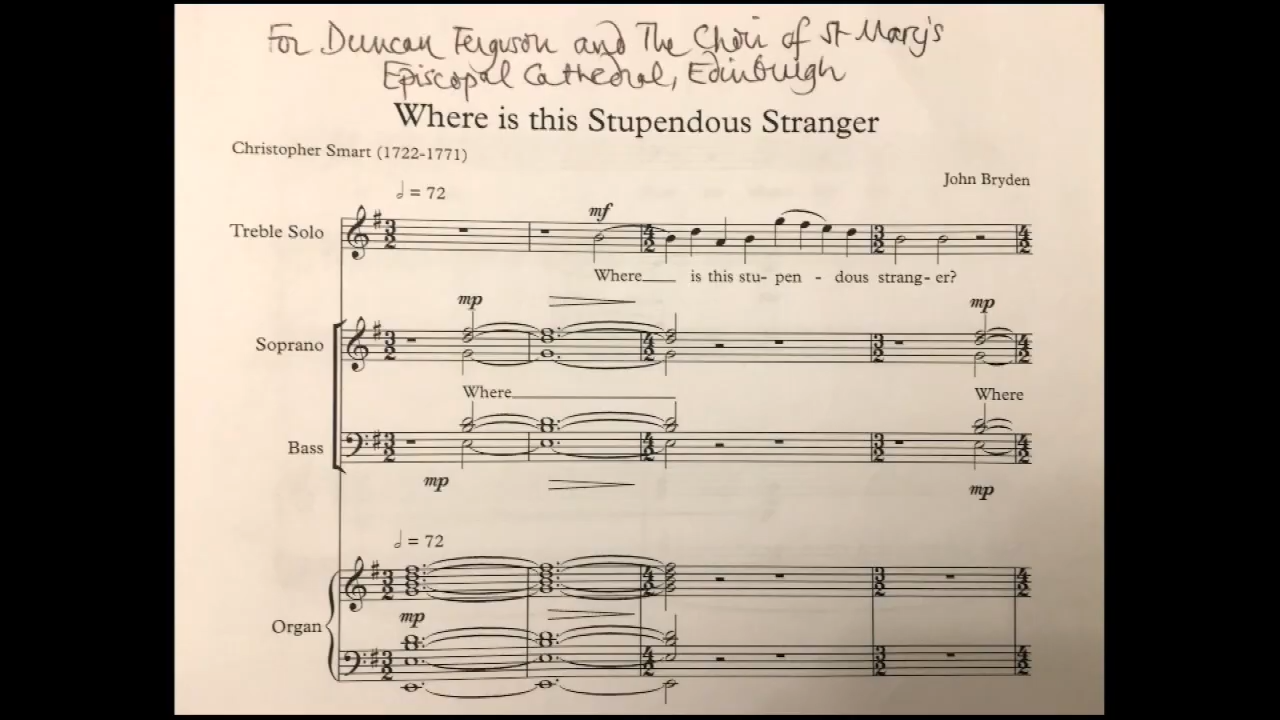 For Duncan Ferguson and The Choir of St Mary's
Episcopal Cathedral, Edinburgh
Where is this Stupendous Stranger
Christopher Smart (1722-1771)
John Bryden
= 72
mf
Treble Solo
Where is this stu- pen - dous strang- er?
mp mp
Soprano
Where Where
Bass
mp mp
= 72
mp
Organ